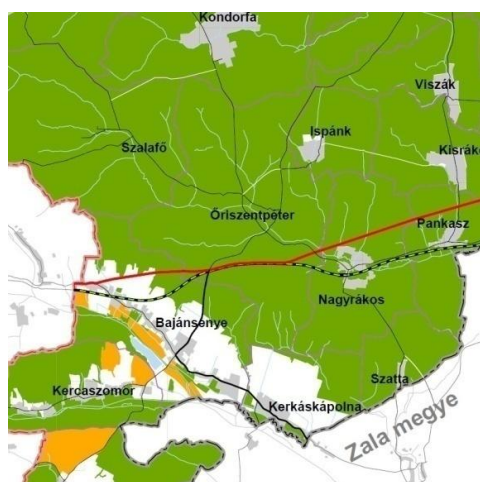 Kondorfa
Viszák
Ispánk
Szalafő
Kisrák
Őriszentpéter
Pankasz
Nagyrákos
Bajánsenye
Szatta
Kercaszomor
Kerkáskápolna
Zala megye